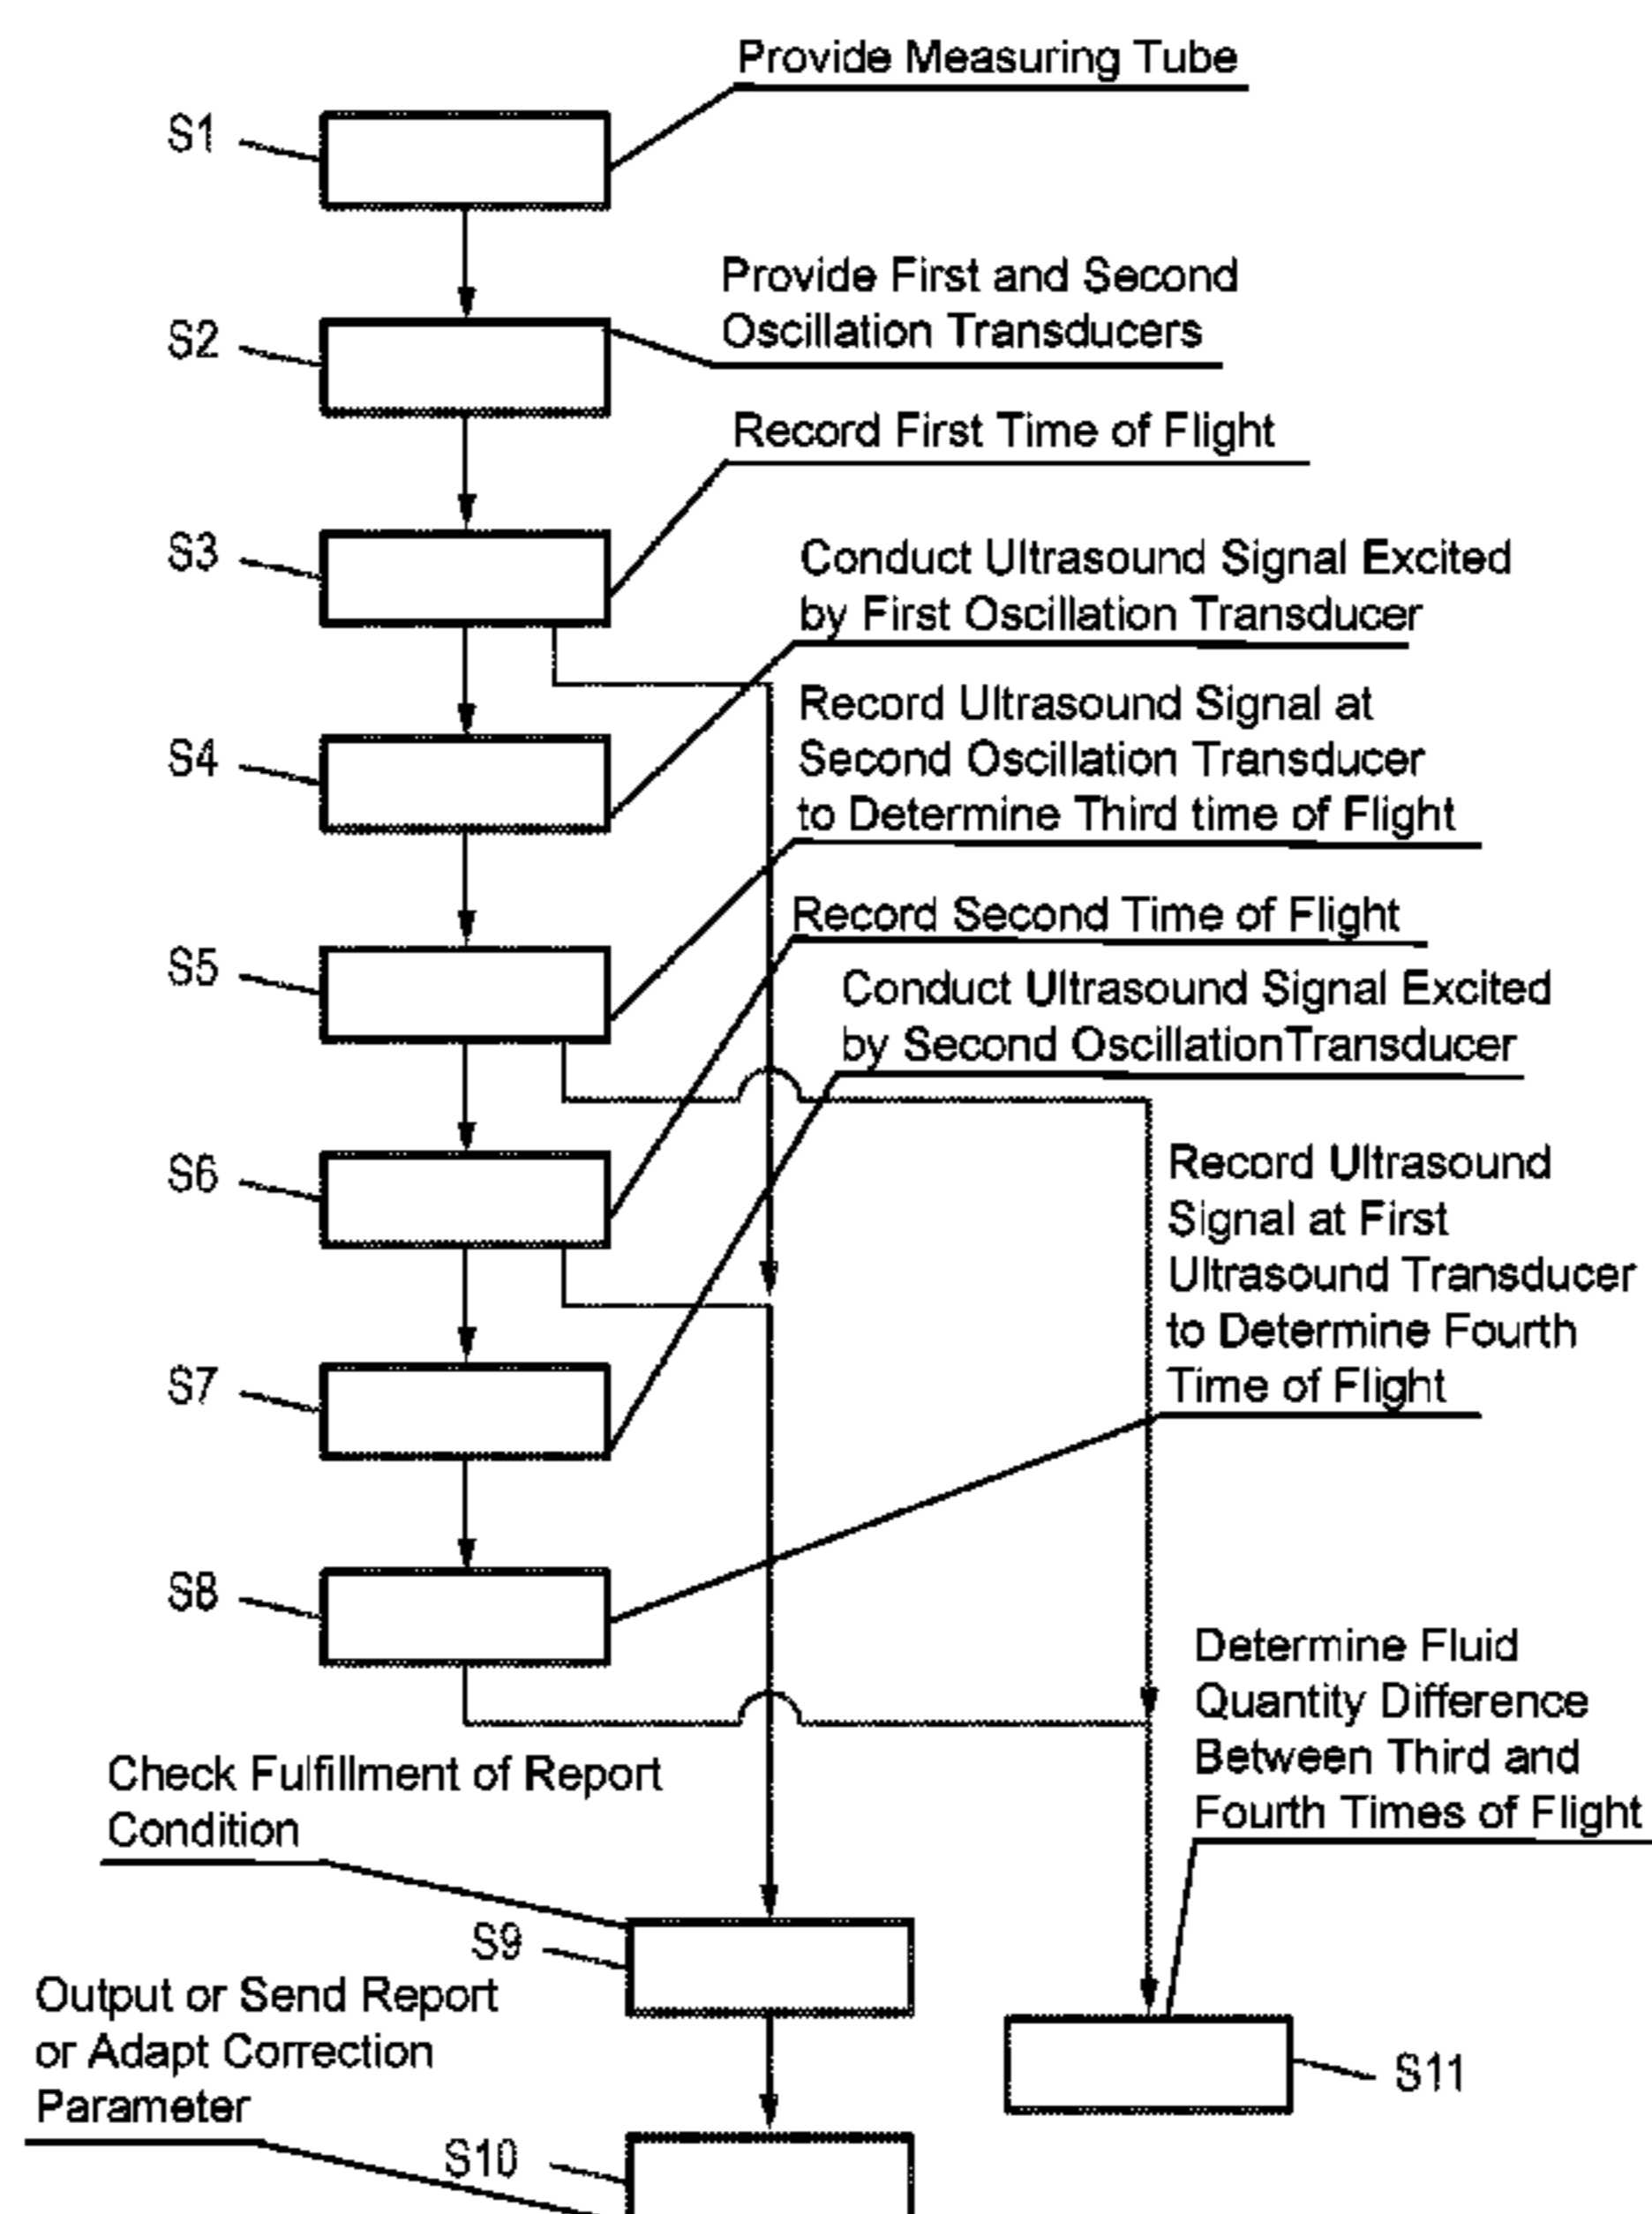 Provide Measuring Tube
S1
Provide First and Second
Oscillation Transducers
S2
Record First Time of Flight
S3
Conduct Ultrasound Signal Excited
by First Oscillation Transducer
Record Ultrasound Signal at
Second Oscillation Transducer
to Determine Third time of Flight
S4
Record Second Time of Flight
S5
Conduct Ultrasound Signal Excited
by Second OscillationTransducer
S6
Record Ultrasound
Signal at First
Ultrasound Transducer
to Determine Fourth
Time of Flight
S7
S8
Determine Fluid
Quantity Difference
Between Third and
Fourth Times of Flight
Check Fulfillment of Report
Condition
S9
Output or Send Report
or Adapt Correction
Parameter
S11
S10